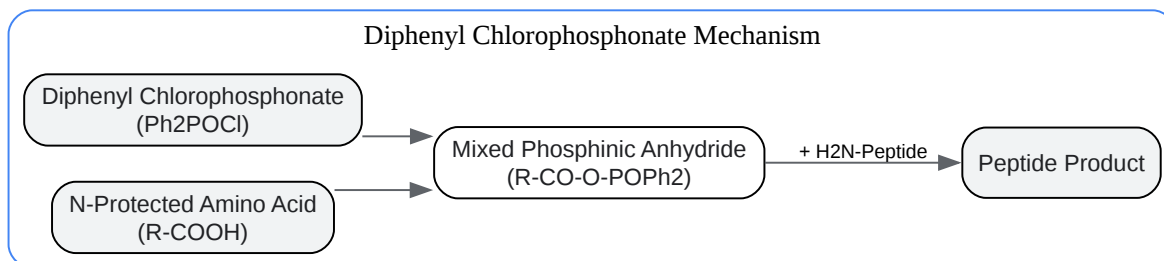 Diphenyl Chlorophosphonate Mechanism
Diphenyl Chlorophosphonate
(Ph2POCl)
N-Protected Amino Acid
(R-COOH)
Mixed Phosphinic Anhydride
(R-CO-O-POPh2)
+ H2N-Peptide
Peptide Product